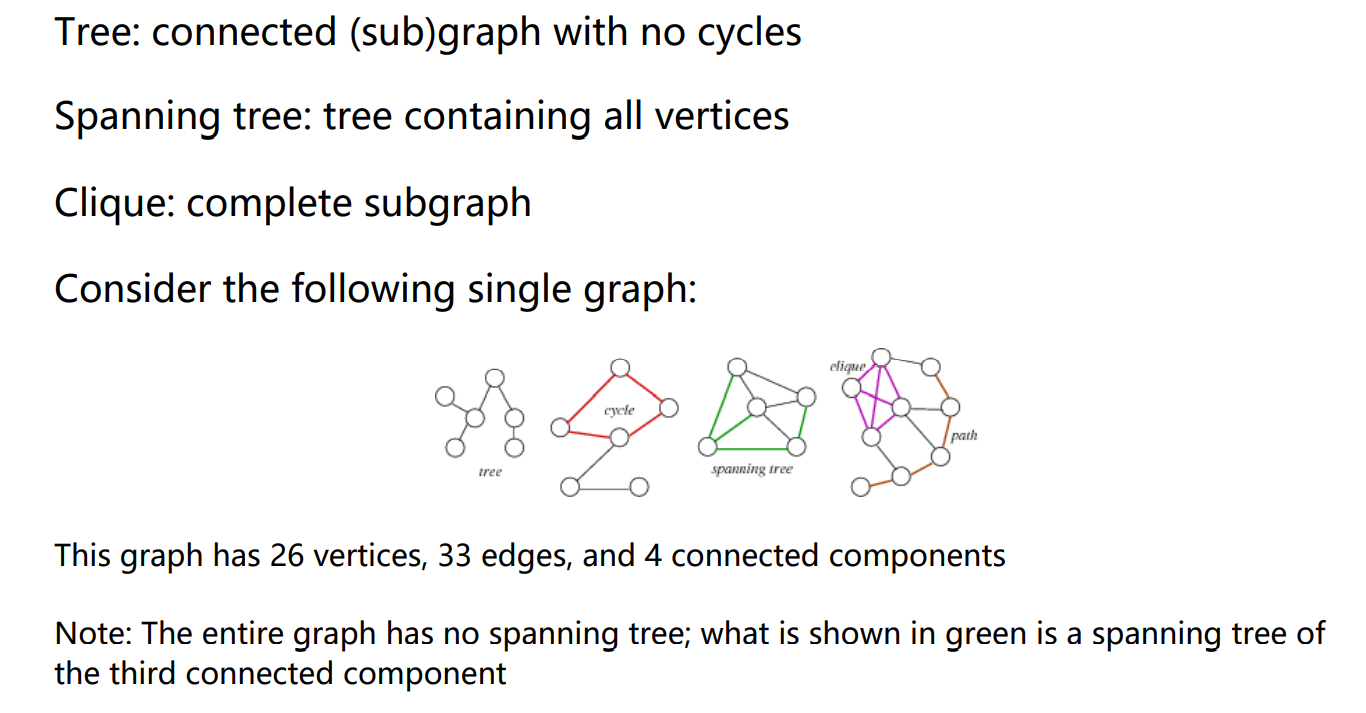 Tree: connected (sub)graph with no cycles
Spanning tree: tree containing all vertices
Clique: complete subgraph
Consider the following single graph:
tree
cycle
spanning tree
clique
path
This graph has 26 vertices, 33 edges, and 4 connected components
Note: The entire graph has no spanning tree; what is shown in green is a spanning tree of
the third connected component